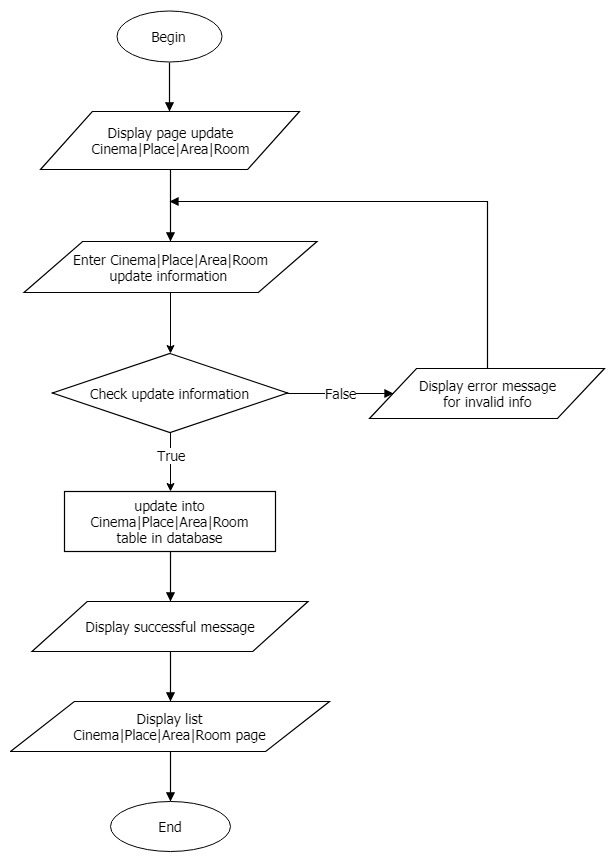 Begin
Display page update
Cinema|Place|Area|Room
Enter Cinema|Place|Area|Room
update information
Check update information
False
Display error message
for invalid info
True
update into
Cinema|Place|Area|Room
table in database
Display successful message
Display list
Cinema|Place|Area|Room page
End